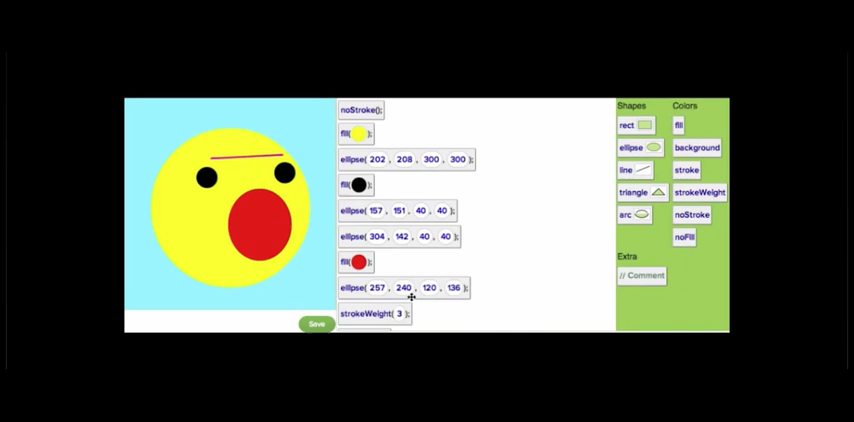 noStroke();
fill( );
ellipse( 202 , 208 , 300 , 300 );
fill( );
ellipse( 157 , 151 , 40 , 40 );
ellipse( 304 , 142 , 40 , 40 );
fill( );
ellipse( 257 , 240 , 120 , 136 );
strokeWeight( 3 );
Save
Shapes Colors
rect fill
ellipse background
line stroke
triangle strokeWeight
arc noStroke
noFill
Extra
// Comment